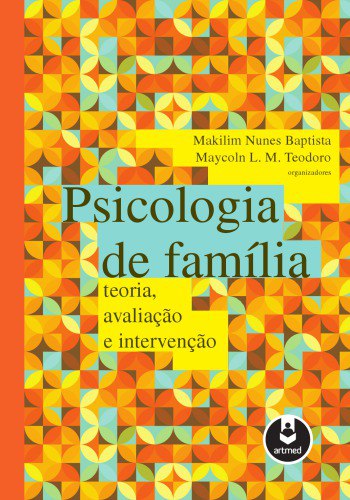 Makilim Nunes Baptista
Maycoln L. M. Teodoro
organizadores
Psicologia
de família
teoria,
avaliação
e intervenção
artmed